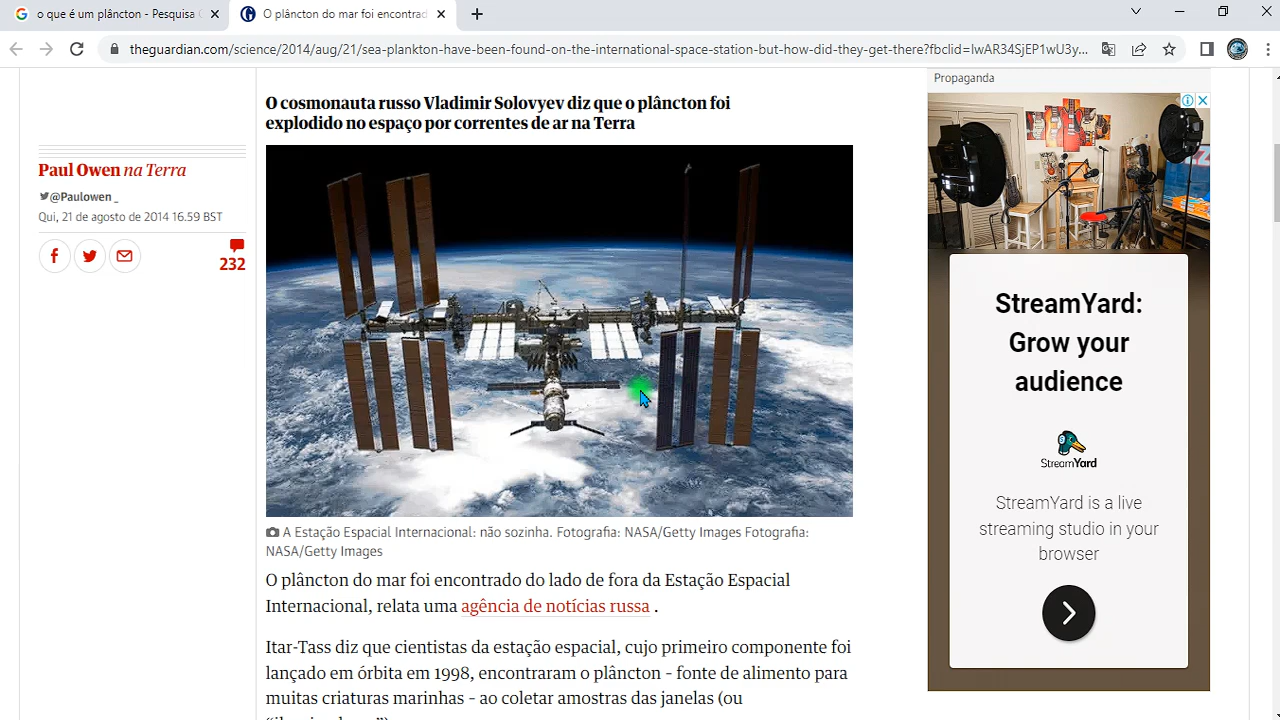 o que é um plâncton - Pesquisa
O plâncton do mar foi encontrad
theguardian.com/science/2014/aug/21/sea-plankton-have-been-found-on-the-international-space-station-but-how-did-they-get-there?fbclid=IwAR34SjEP1wU3y...
O cosmonauta russo Vladimir Solovyev diz que o plâncton foi
explodido no espaço por correntes de ar na Terra
Paul Owen na Terra
@Paulowen _
Qui, 21 de agosto de 2014 16.59 BST
232
A Estação Espacial Internacional: não sozinha. Fotografia: NASA/Getty Images Fotografia:
NASA/Getty Images
O plâncton do mar foi encontrado do lado de fora da Estação Espacial
Internacional, relata uma agência de notícias russa .
Itar-Tass diz que cientistas da estação espacial, cujo primeiro componente foi
lançado em órbita em 1998, encontraram o plâncton - fonte de alimento para
muitas criaturas marinhas - ao coletar amostras das janelas (ou
Propaganda
StreamYard:
Grow your
audience
StreamYard
StreamYard is a live
streaming studio in your
browser